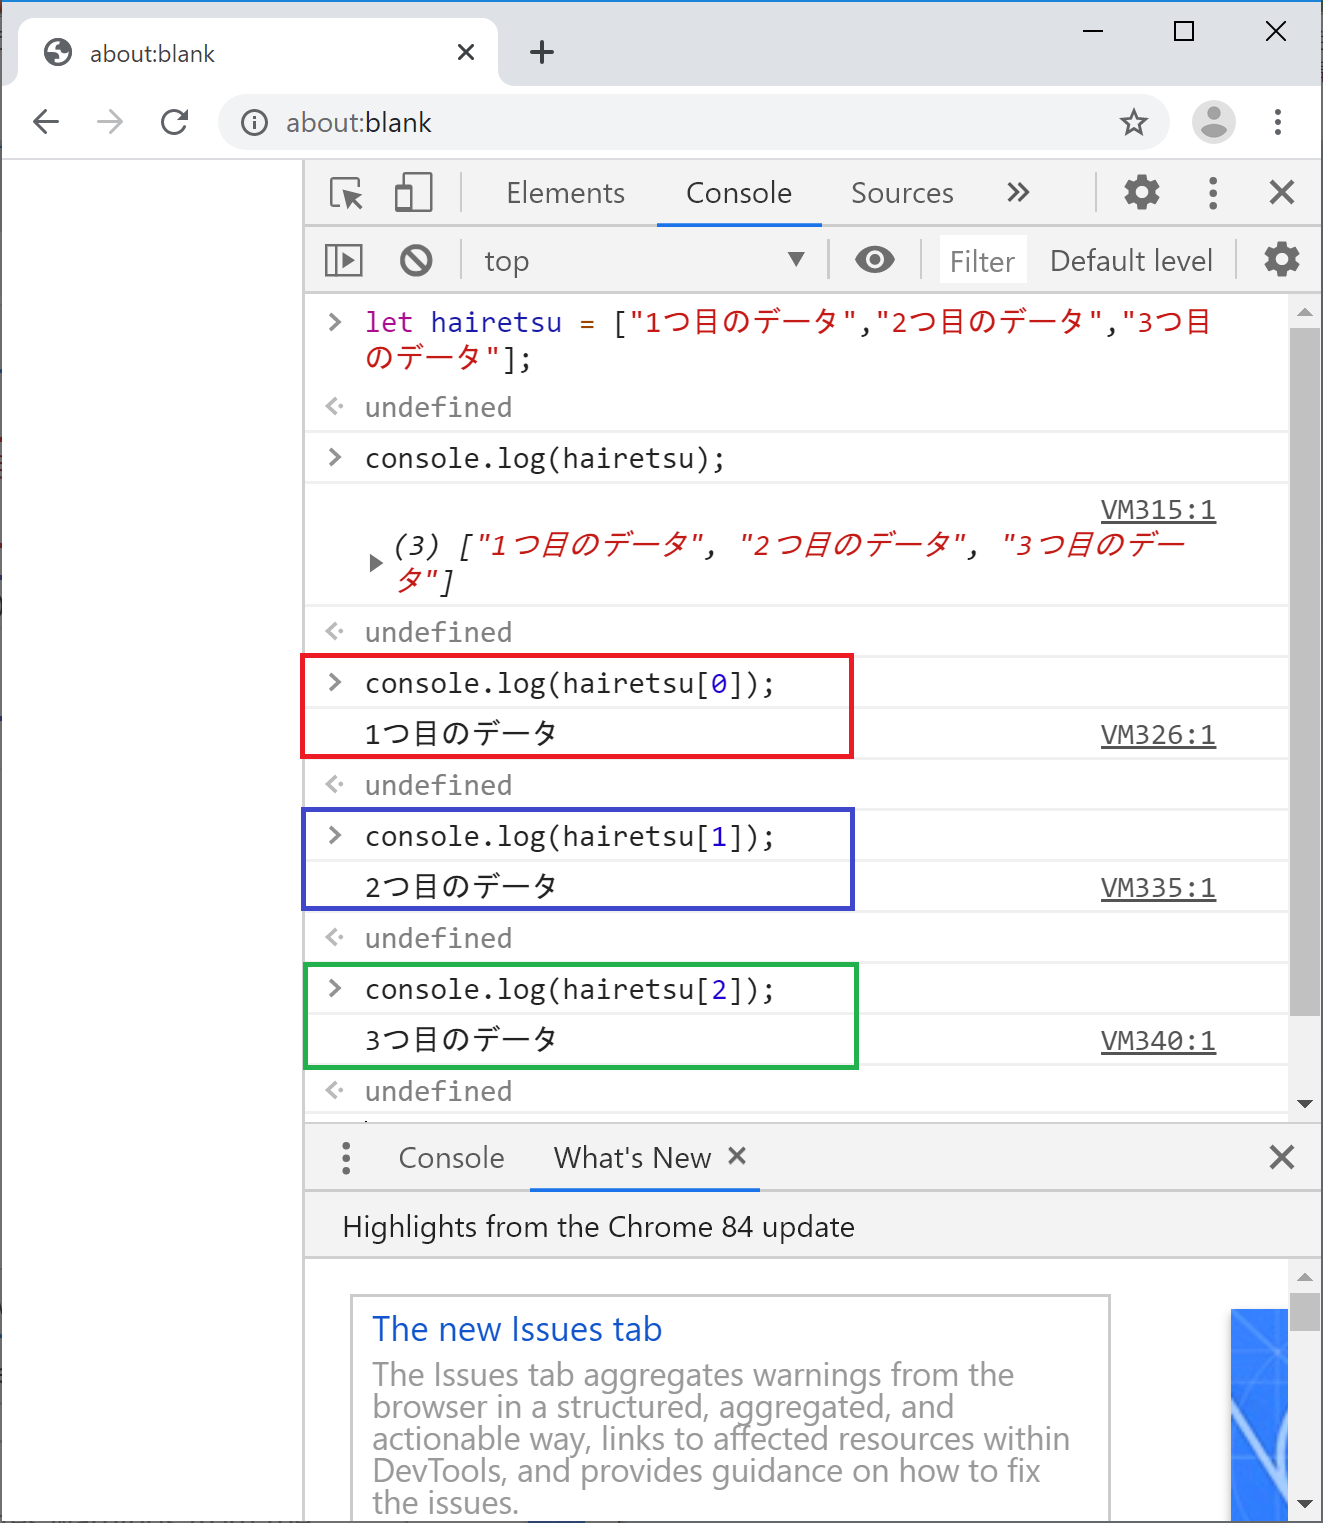 about:blank
about:blank
Elements Console Sources
top Filter Default level
let hairetsu = ["1つ目のデータ","2つ目のデータ","3つ目
のデータ"];
undefined
console.log(hairetsu);
VM315:1
(3) ["1つ目のデータ", "2つ目のデータ", "3つ目のデー
タ"]
undefined
console.log(hairetsu[0]);
1つ目のデータ VM326:1
undefined
console.log(hairetsu[1]);
2つ目のデータ VM335:1
undefined
console.log(hairetsu[2]);
3つ目のデータ VM340:1
undefined
Console What's New
Highlights from the Chrome 84 update
The new Issues tab
The Issues tab aggregates warnings from the
browser in a structured, aggregated, and
actionable way, links to affected resources within
DevTools, and provides guidance on how to fix
the issues.